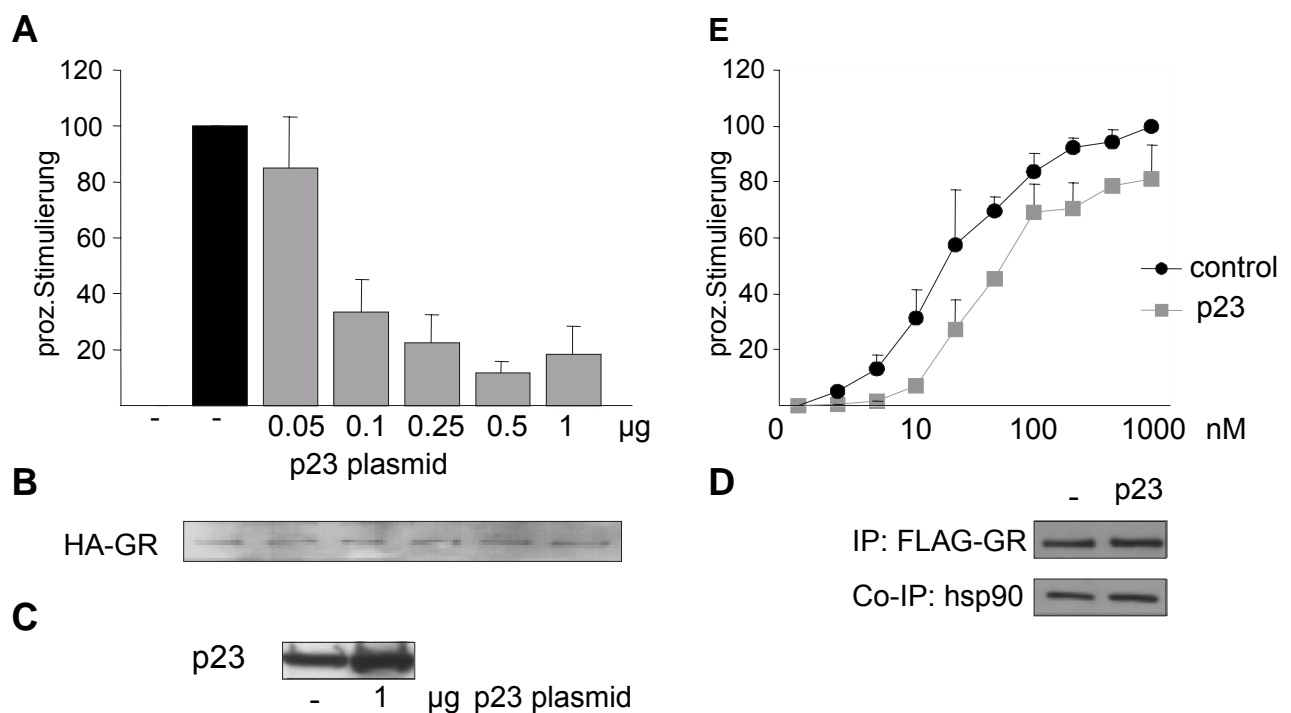 A
120
100
80
60
40
20
proz.Stimulierung
- - 0.05 0.1 0.25 0.5 1 µg
p23 plasmid
B
HA-GR
C
p23
- 1 µg p23 plasmid
E
120
100
80
60
40
20
proz.Stimulierung
control
p23
0 10 100 1000 nM
D
- p23
IP: FLAG-GR
Co-IP: hsp90